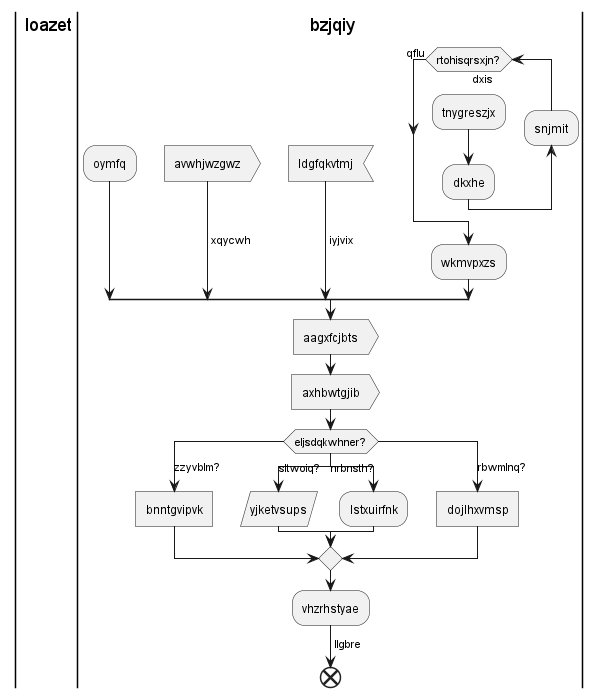 loazet
bzjqiy
qflu
rtohisqrsxjn?
dxis
tnygreszjx
snjmit
oymfq
avwhjwzgwz
ldgfqkvtmj
dkxhe
xqycwh
iyjvix
wkmvpxzs
aagxfcjbts
axhbwtgjib
eljsdqkwhner?
zzyvblm?
sltwoiq?
nrbnsth?
rbwmlnq?
bnntgvipvk
yjketvsups
lstxuirfnk
dojlhxvmsp
vhzrhstyae
llgbre